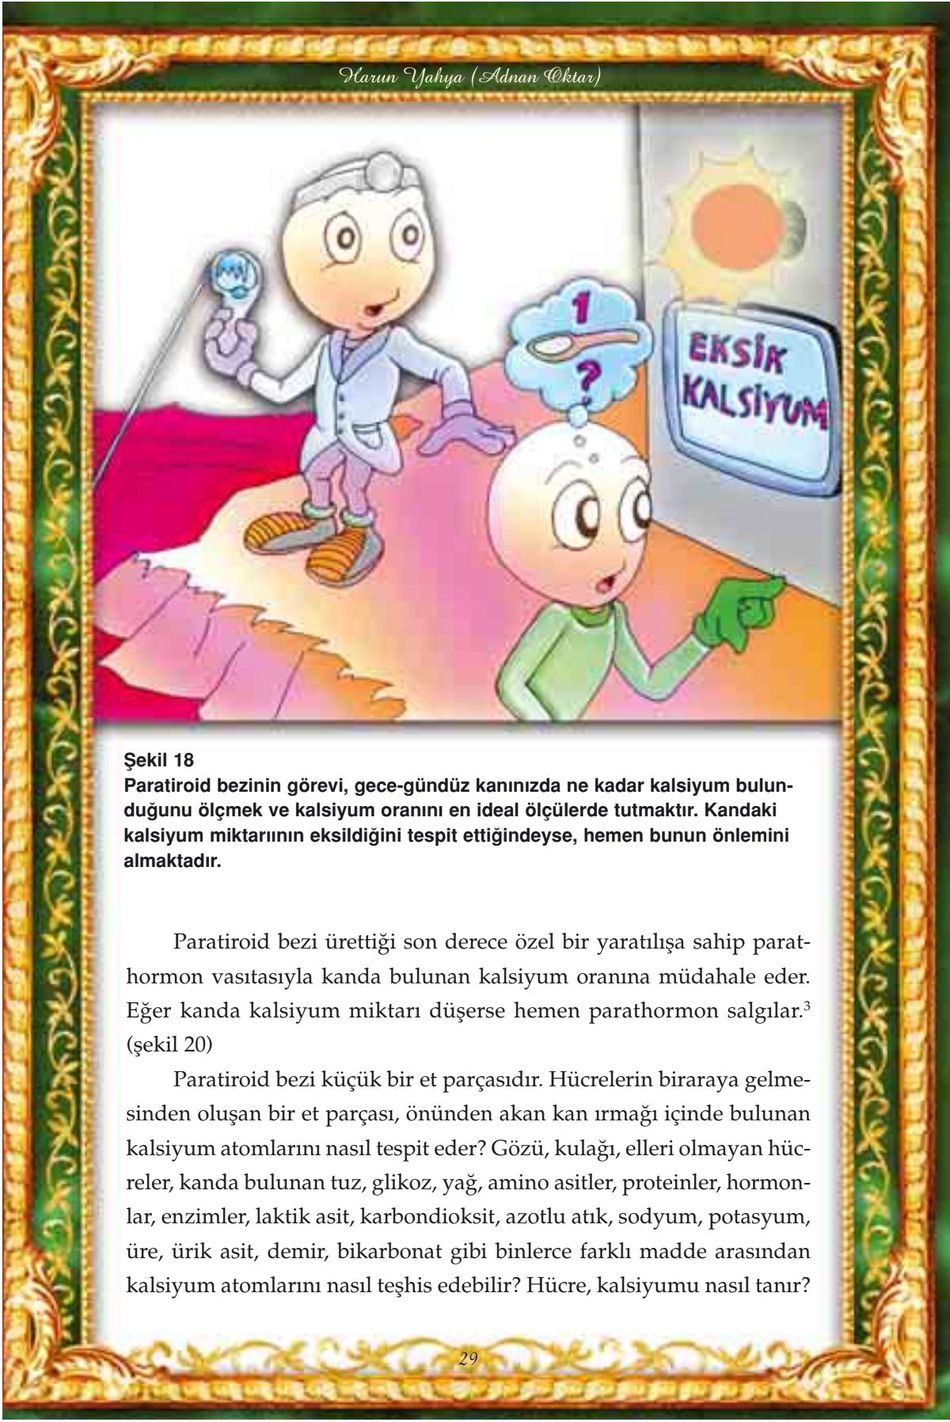 Harun Yahya (Adnan Oktar)
1
?
EKSİK
KALSİYUM
Şekil 18
Paratiroid bezinin görevi, gece-gündüz kanınızda ne kadar kalsiyum bulun-
duğunu ölçmek ve kalsiyum oranını en ideal ölçülerde tutmaktır. Kandaki
kalsiyum miktarıının eksildiğini tespit ettiğindeyse, hemen bunun önlemini
almaktadır.
Paratiroid bezi ürettiği son derece özel bir yaratılışa sahip parat-
hormon vasıtasıyla kanda bulunan kalsiyum oranına müdahale eder.
Eğer kanda kalsiyum miktarı düşerse hemen parathormon salgılar.3
(şekil 20)
Paratiroid bezi küçük bir et parçasıdır. Hücrelerin biraraya gelme-
sinden oluşan bir et parçası, önünden akan kan ırmağı içinde bulunan
kalsiyum atomlarını nasıl tespit eder? Gözü, kulağı, elleri olmayan hüc-
reler, kanda bulunan tuz, glikoz, yağ, amino asitler, proteinler, hormon-
lar, enzimler, laktik asit, karbondioksit, azotlu atık, sodyum, potasyum,
üre, ürik asit, demir, bikarbonat gibi binlerce farklı madde arasından
kalsiyum atomlarını nasıl teşhis edebilir? Hücre, kalsiyumu nasıl tanır?
29